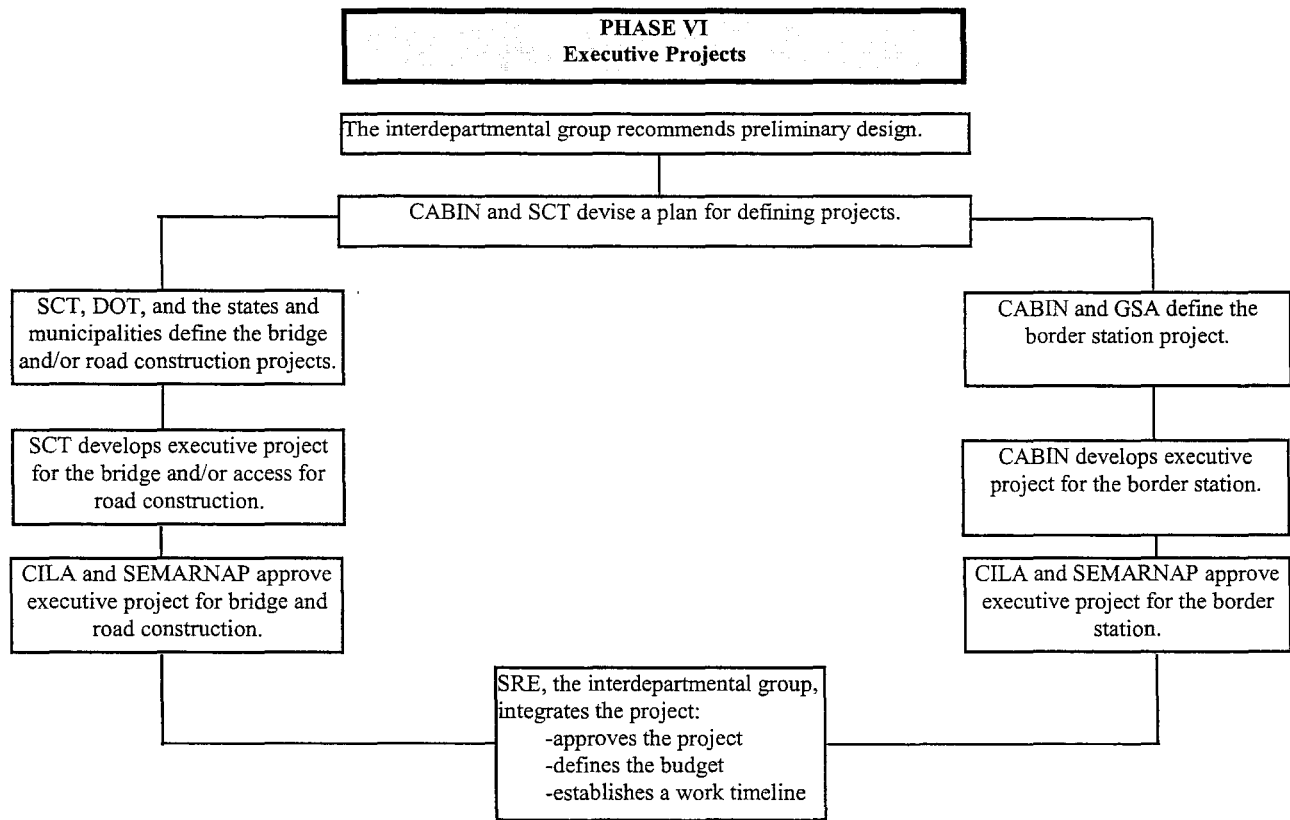 PHASE VI
Executive Projects
The interdepartmental group recommends preliminary design.
CABIN and SCT devise a plan for defining projects.
SCT, DOT, and the states and
municipalities define the bridge
and/or road construction projects.
CABIN and GSA define the
border station project.
SCT develops executive project
for the bridge and/or access for
road construction.
CABIN develops executive
project for the border station.
CILA and SEMARNAP approve
executive project for bridge and
road construction.
CILA and SEMARNAP approve
executive project for the border
station.
SRE, the interdepartmental group,
integrates the project:
-approves the project
-defines the budget
-establishes a work timeline